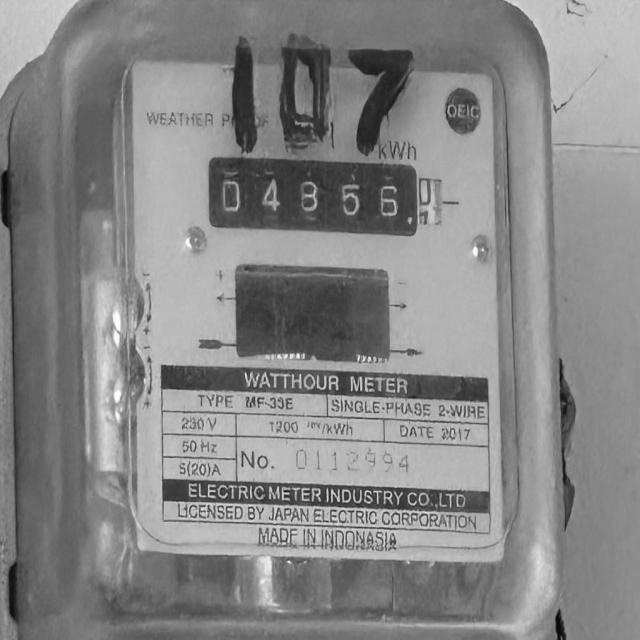 107
OEIC
WEATHER
kWh
04856.
WATTHOUR METER
TYPE MF-33E SINGLE-PHASE 2-WIRE
230 V 1200 rev/kWh DATE 2017
50 Hz
5(20)A No. 0112994
ELECTRIC METER INDUSTRY CO.,LTD
LICENSED BY JAPAN ELECTRIC CORPORATION
MADE IN INDONASIA